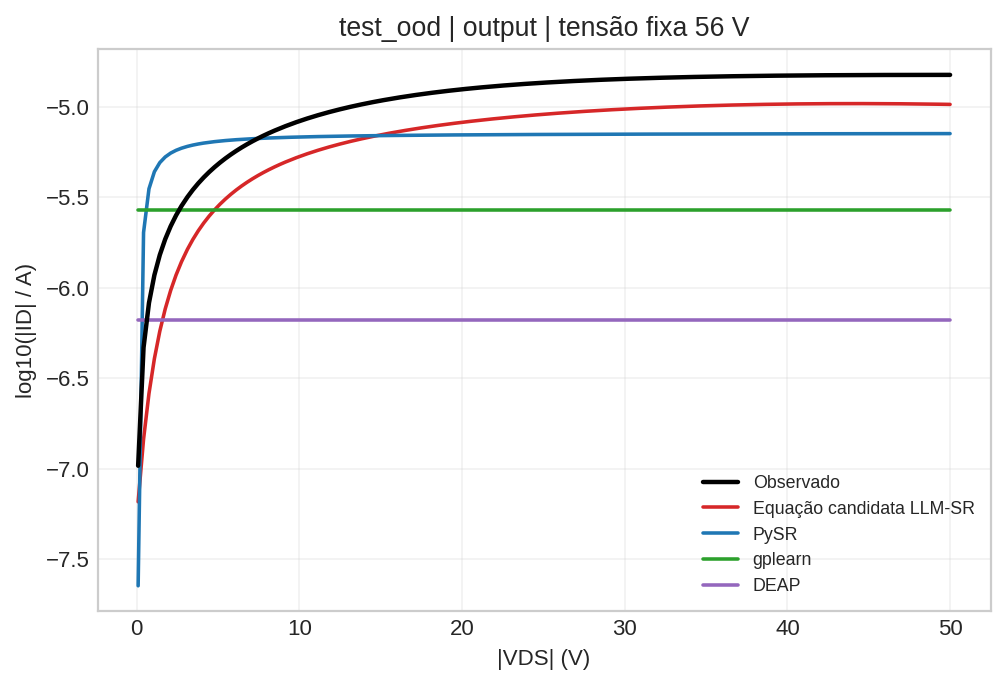 test_ood | output | tensão fixa 56 V
log10(|ID| / A)
−5.0
−5.5
−6.0
−6.5
−7.0
−7.5
Observado
Equação candidata LLM-SR
PySR
gplearn
DEAP
0
10
20
30
40
50
|VDS| (V)